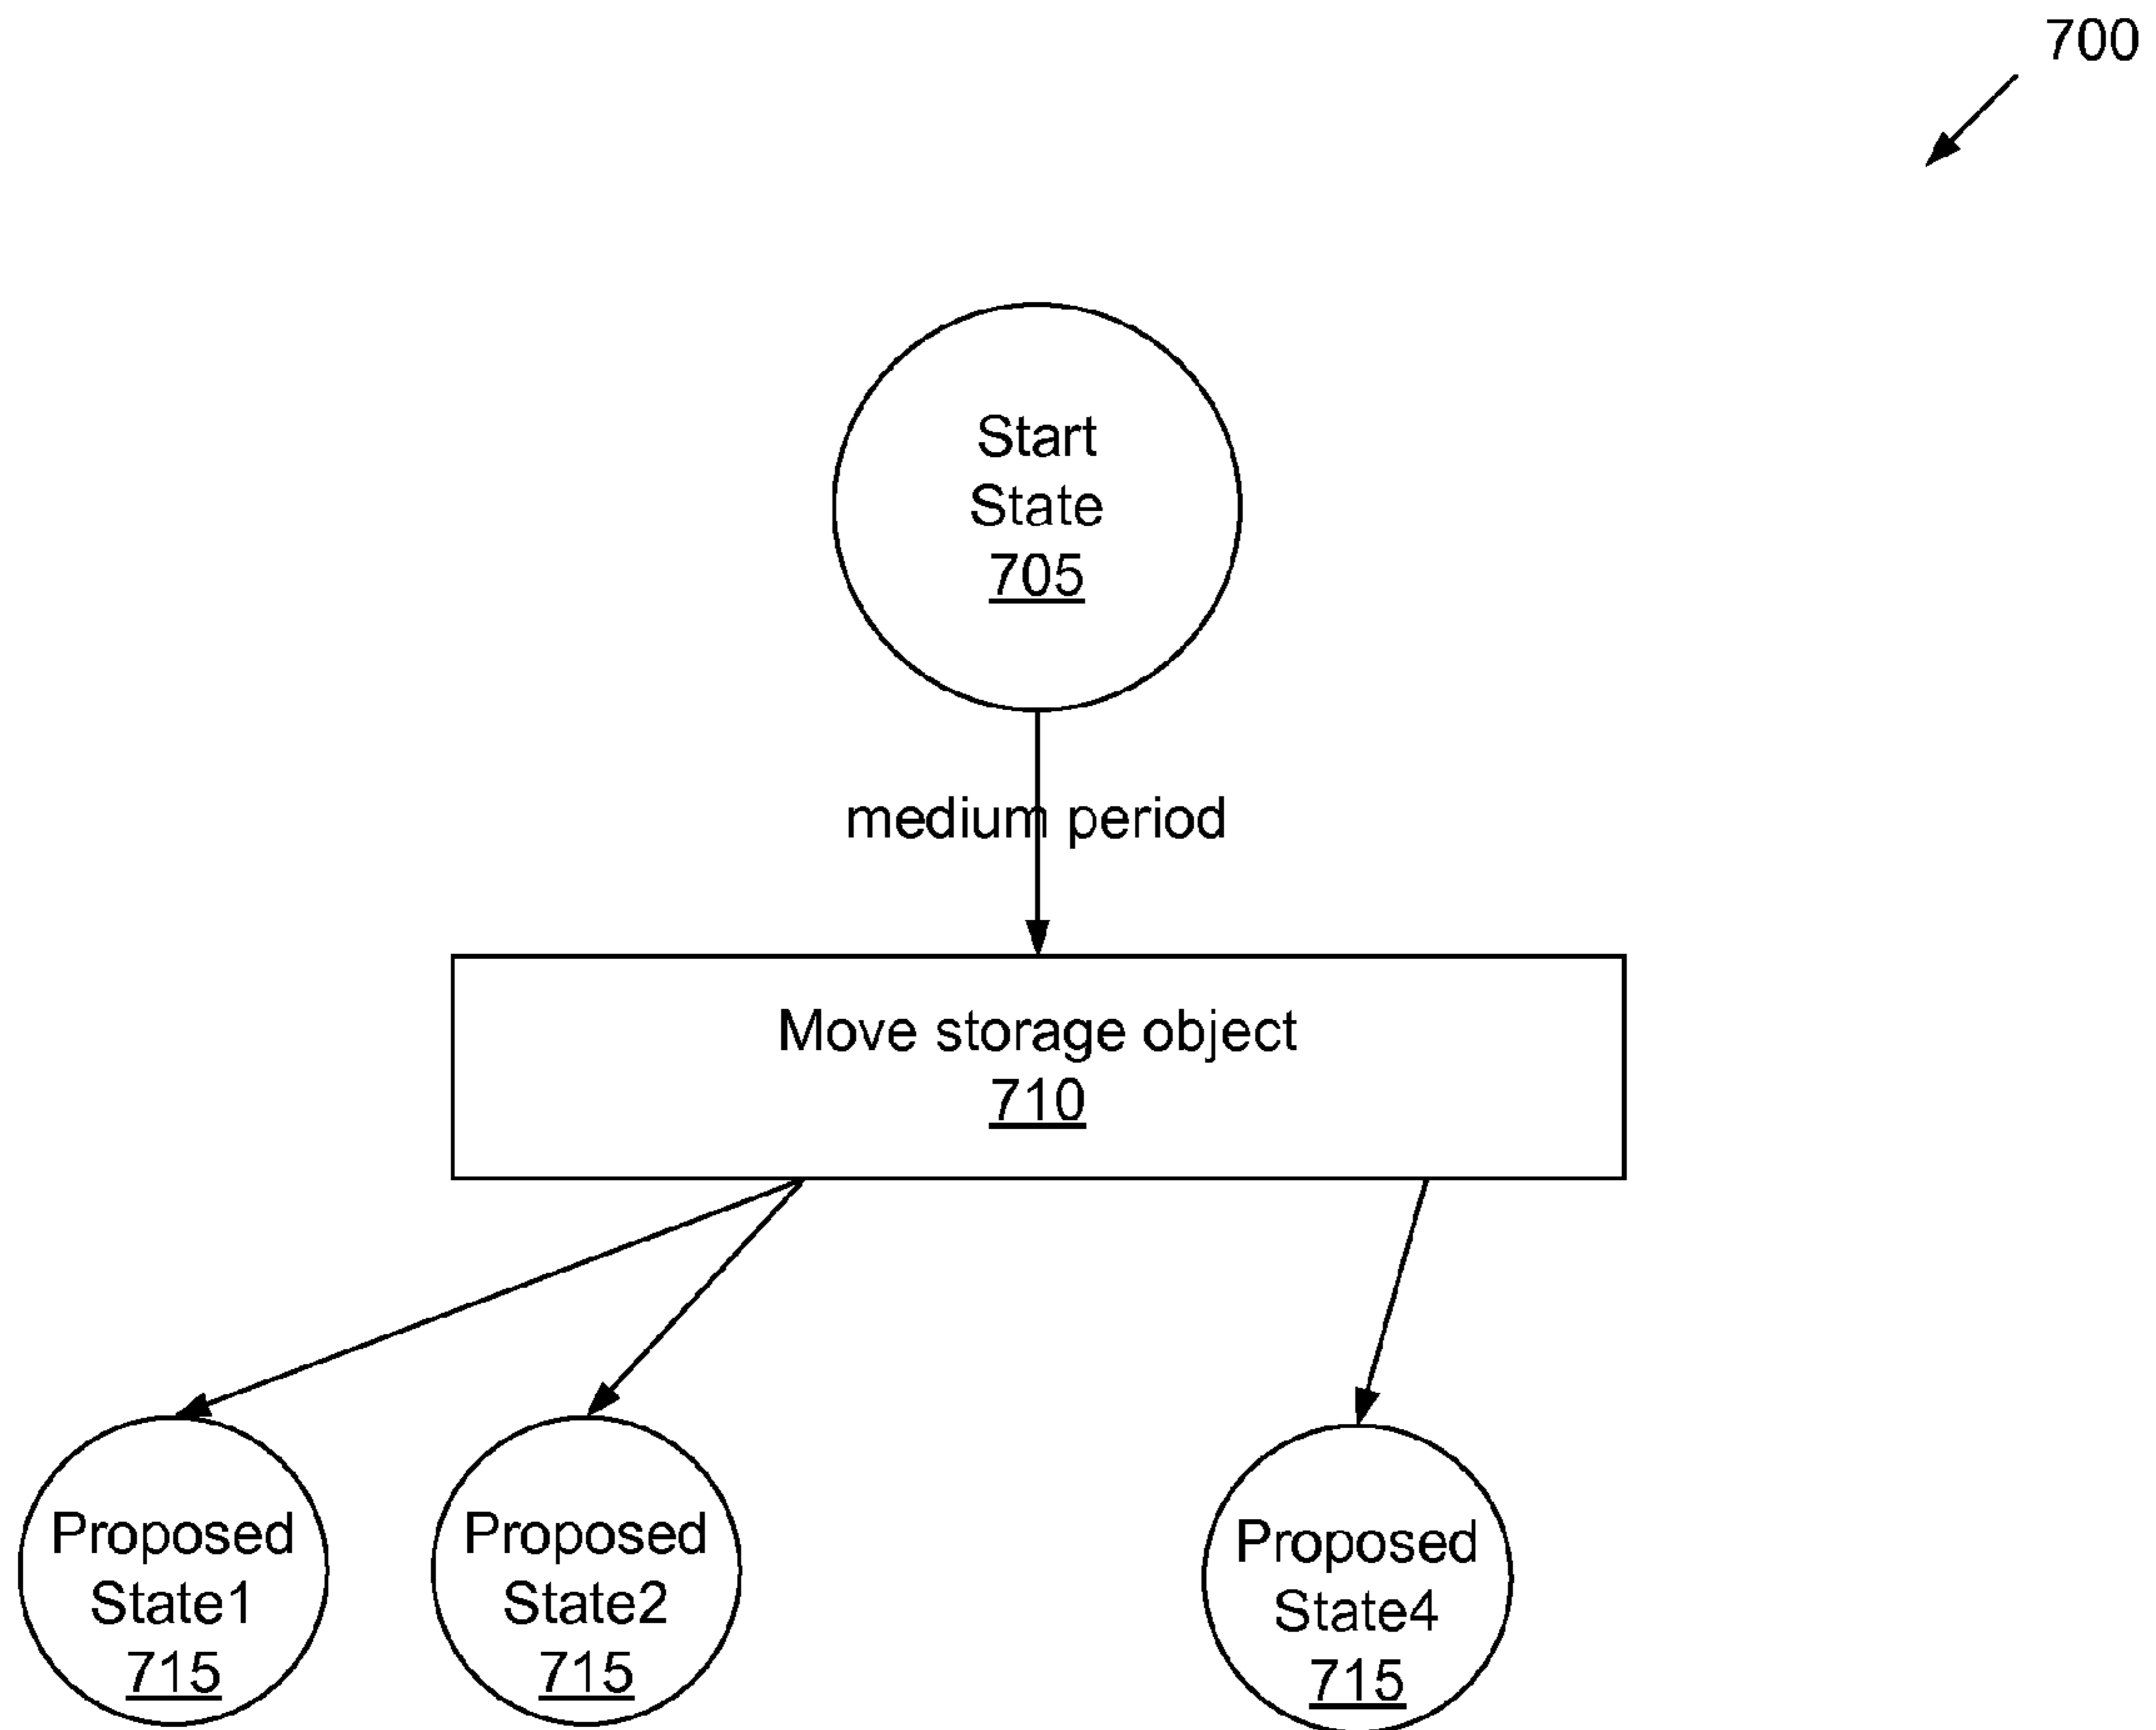 700
Start
State
705
medium period
Move storage object
710
Proposed
State1
715
Proposed
State2
715
Proposed
State4
715